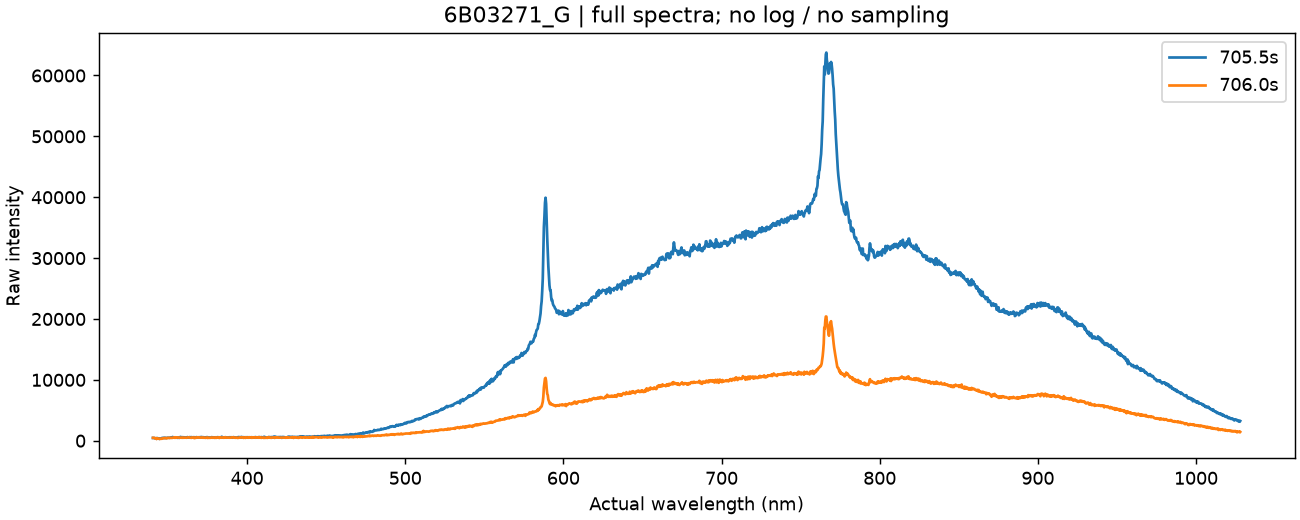 6B03271_G | full spectra; no log / no sampling
705.5s
706.0s
Raw intensity
60000
50000
40000
30000
20000
10000
0
400 500 600 700 800 900 1000
Actual wavelength (nm)